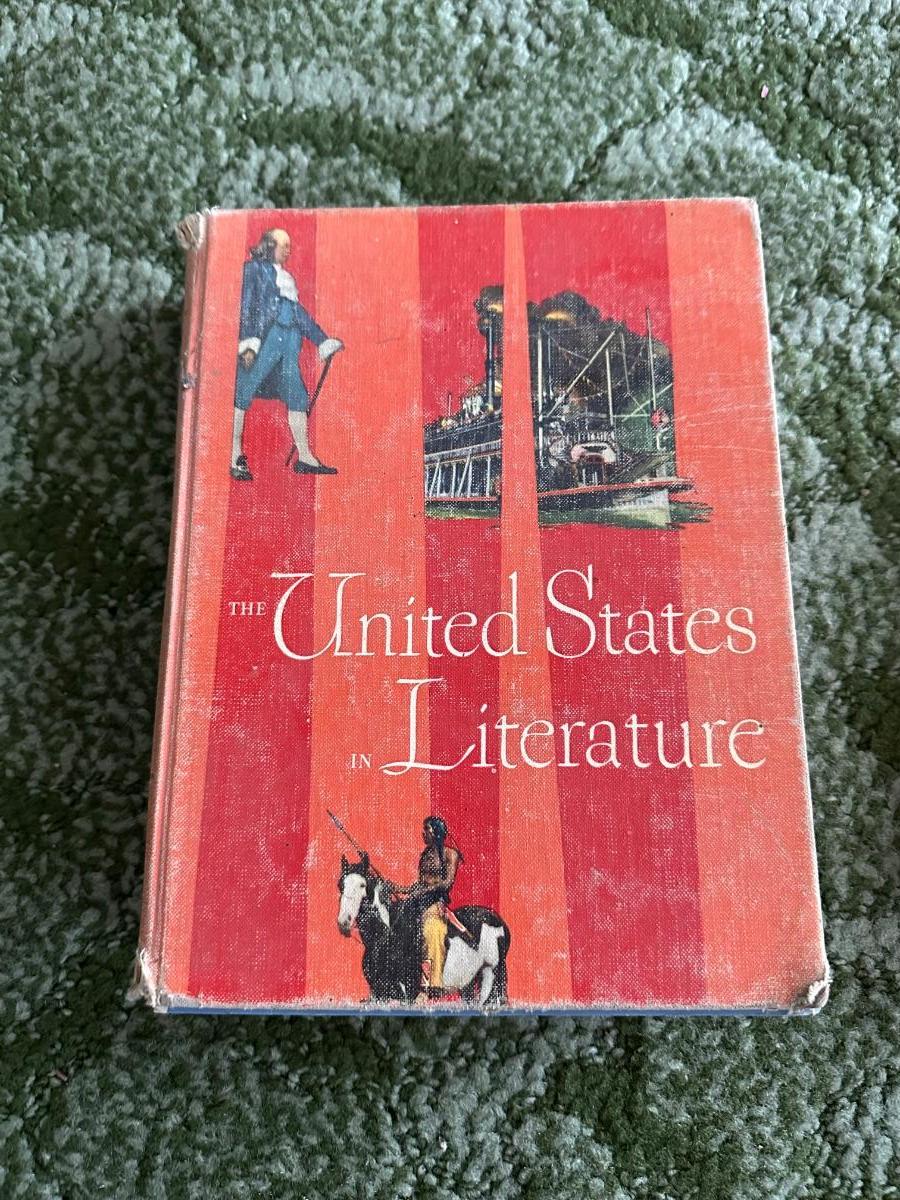 THE United States
IN Literature